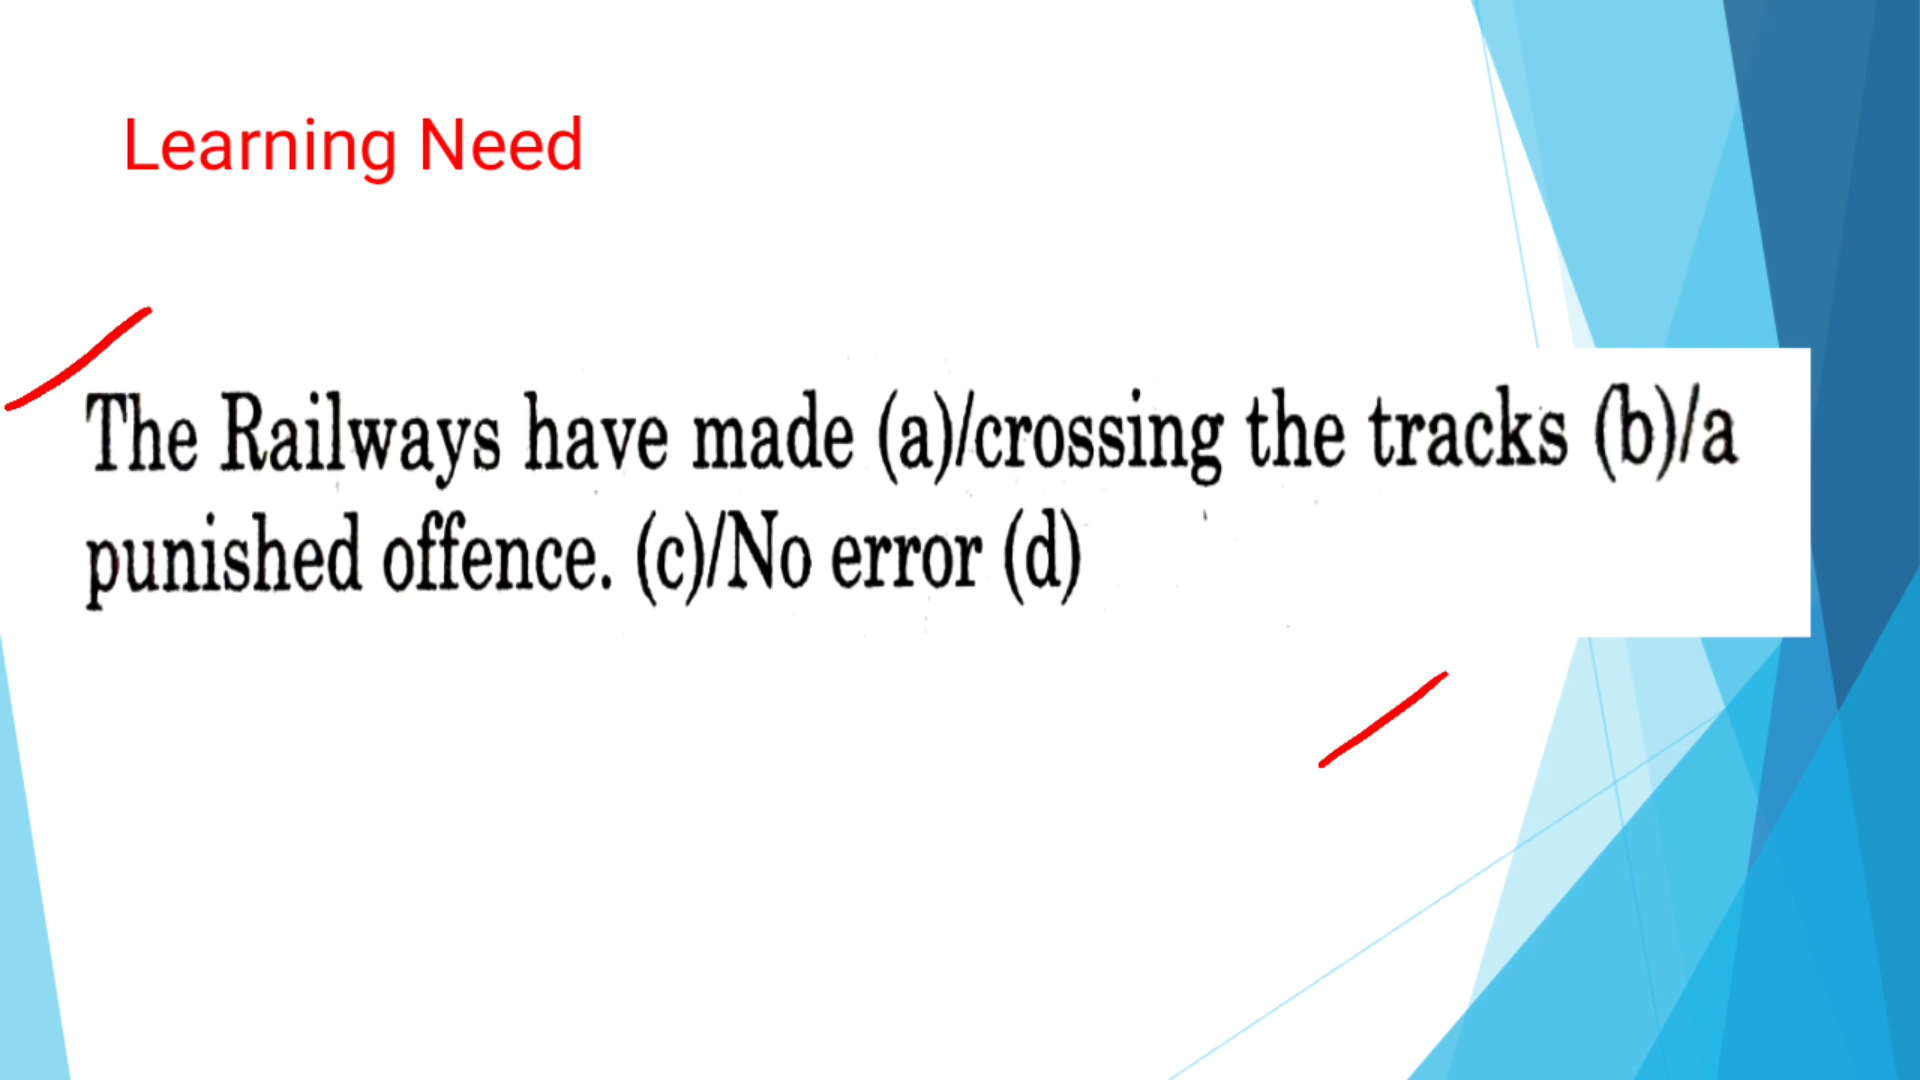 Learning Need
The Railways have made (a)/crossing the tracks (b)/a
punished offence. (c)/No error (d)